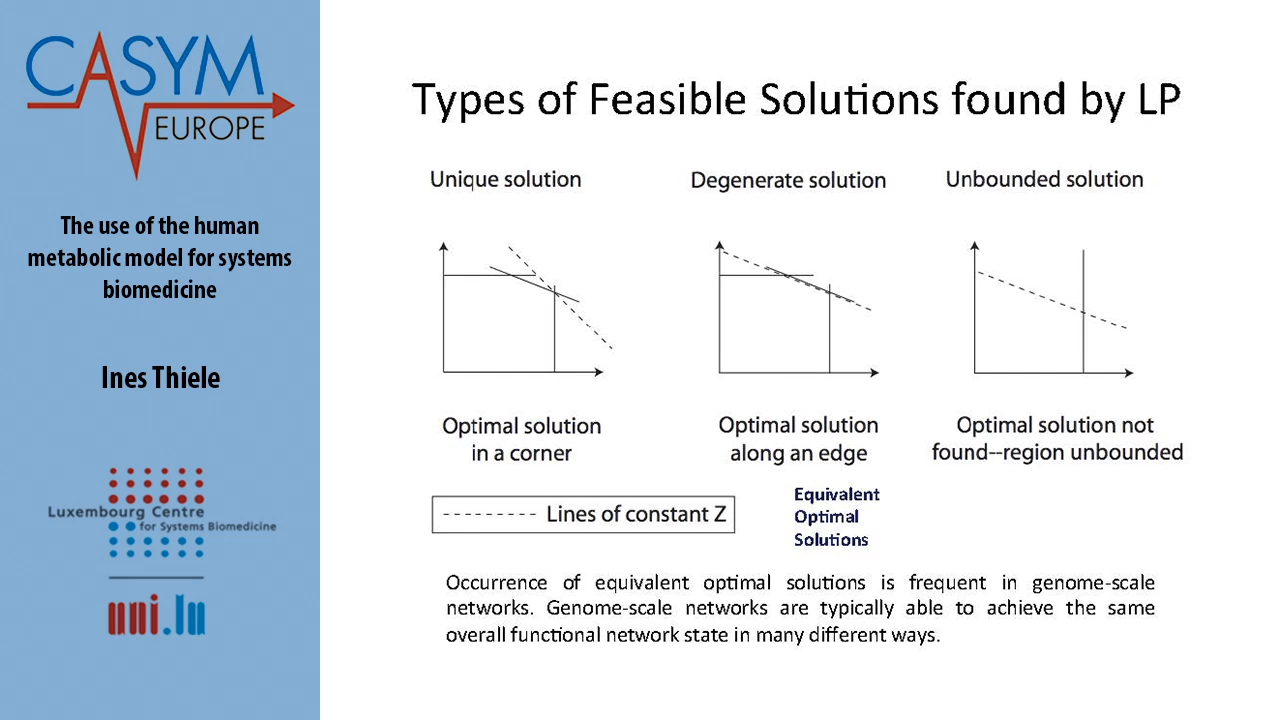 CASYM
EUROPE
The use of the human
metabolic model for systems
biomedicine
Ines Thiele
Luxembourg Centre
for Systems Biomedicine
uni.lu
Types of Feasible Solutions found by LP
Unique solution
Degenerate solution
Unbounded solution
Optimal solution
in a corner
Optimal solution
along an edge
Optimal solution not
found--region unbounded
Lines of constant Z
Equivalent
Optimal
Solutions
Occurrence of equivalent optimal solutions is frequent in genome-scale
networks. Genome-scale networks are typically able to achieve the same
overall functional network state in many different ways.